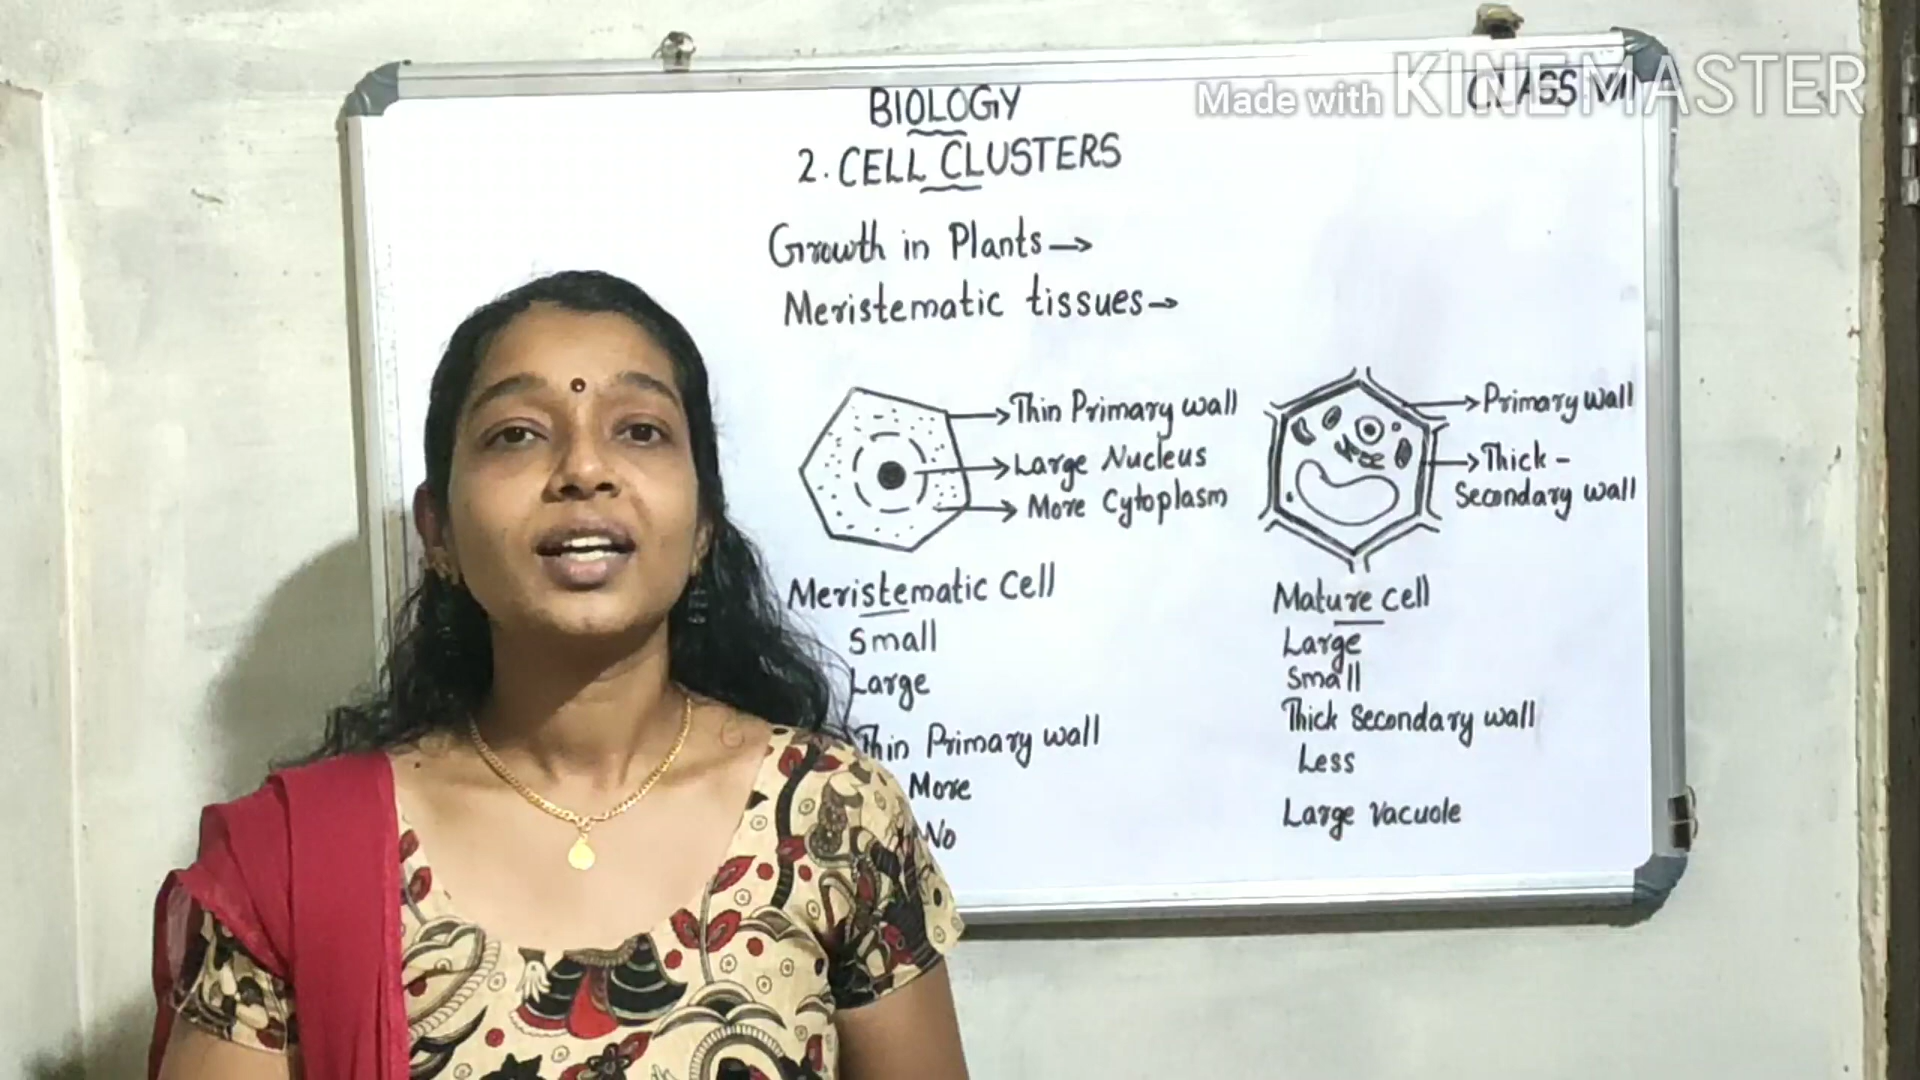 Made with KINEMASTER
BIOLOGY
CLASS VIII
2. CELL CLUSTERS
Growth in Plants→
Meristematic tissues→
→Thin Primary wall
→Large Nucleus
→More Cytoplasm
→Primary wall
→Thick -
Secondary wall
Meristematic Cell
Small
Large
Thin Primary wall
More
No
Mature cell
Large
Small
Thick Secondary wall
Less
Large Vacuole